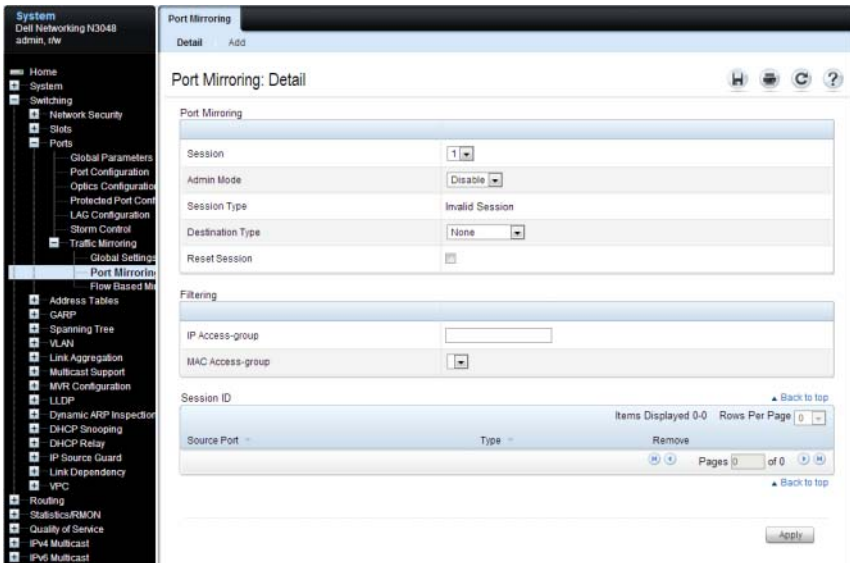 System
Dell Networking N3048
admin, r/w
Home
System
Switching
Network Security
Slots
Ports
Global Parameters
Port Configuration
Optics Configuration
Protected Port Conf
LAG Configuration
Storm Control
Traffic Mirroring
Global Settings
Port Mirroring
Flow Based Mi
Address Tables
GARP
Spanning Tree
VLAN
Link Aggregation
Multicast Support
MVR Configuration
LLDP
Dynamic ARP Inspection
DHCP Snooping
DHCP Relay
IP Source Guard
Link Dependency
VPC
Routing
Statistics/RMON
Quality of Service
IPv4 Multicast
IPv6 Multicast
Port Mirroring
Detail Add
Port Mirroring: Detail
?
Port Mirroring
Session 1
Admin Mode Disable
Session Type Invalid Session
Destination Type None
Reset Session
Filtering
IP Access-group
MAC Access-group
Session ID Back to top
Items Displayed 0-0 Rows Per Page 0
Source Port Type Remove
Pages 0 of 0
Back to top
Apply